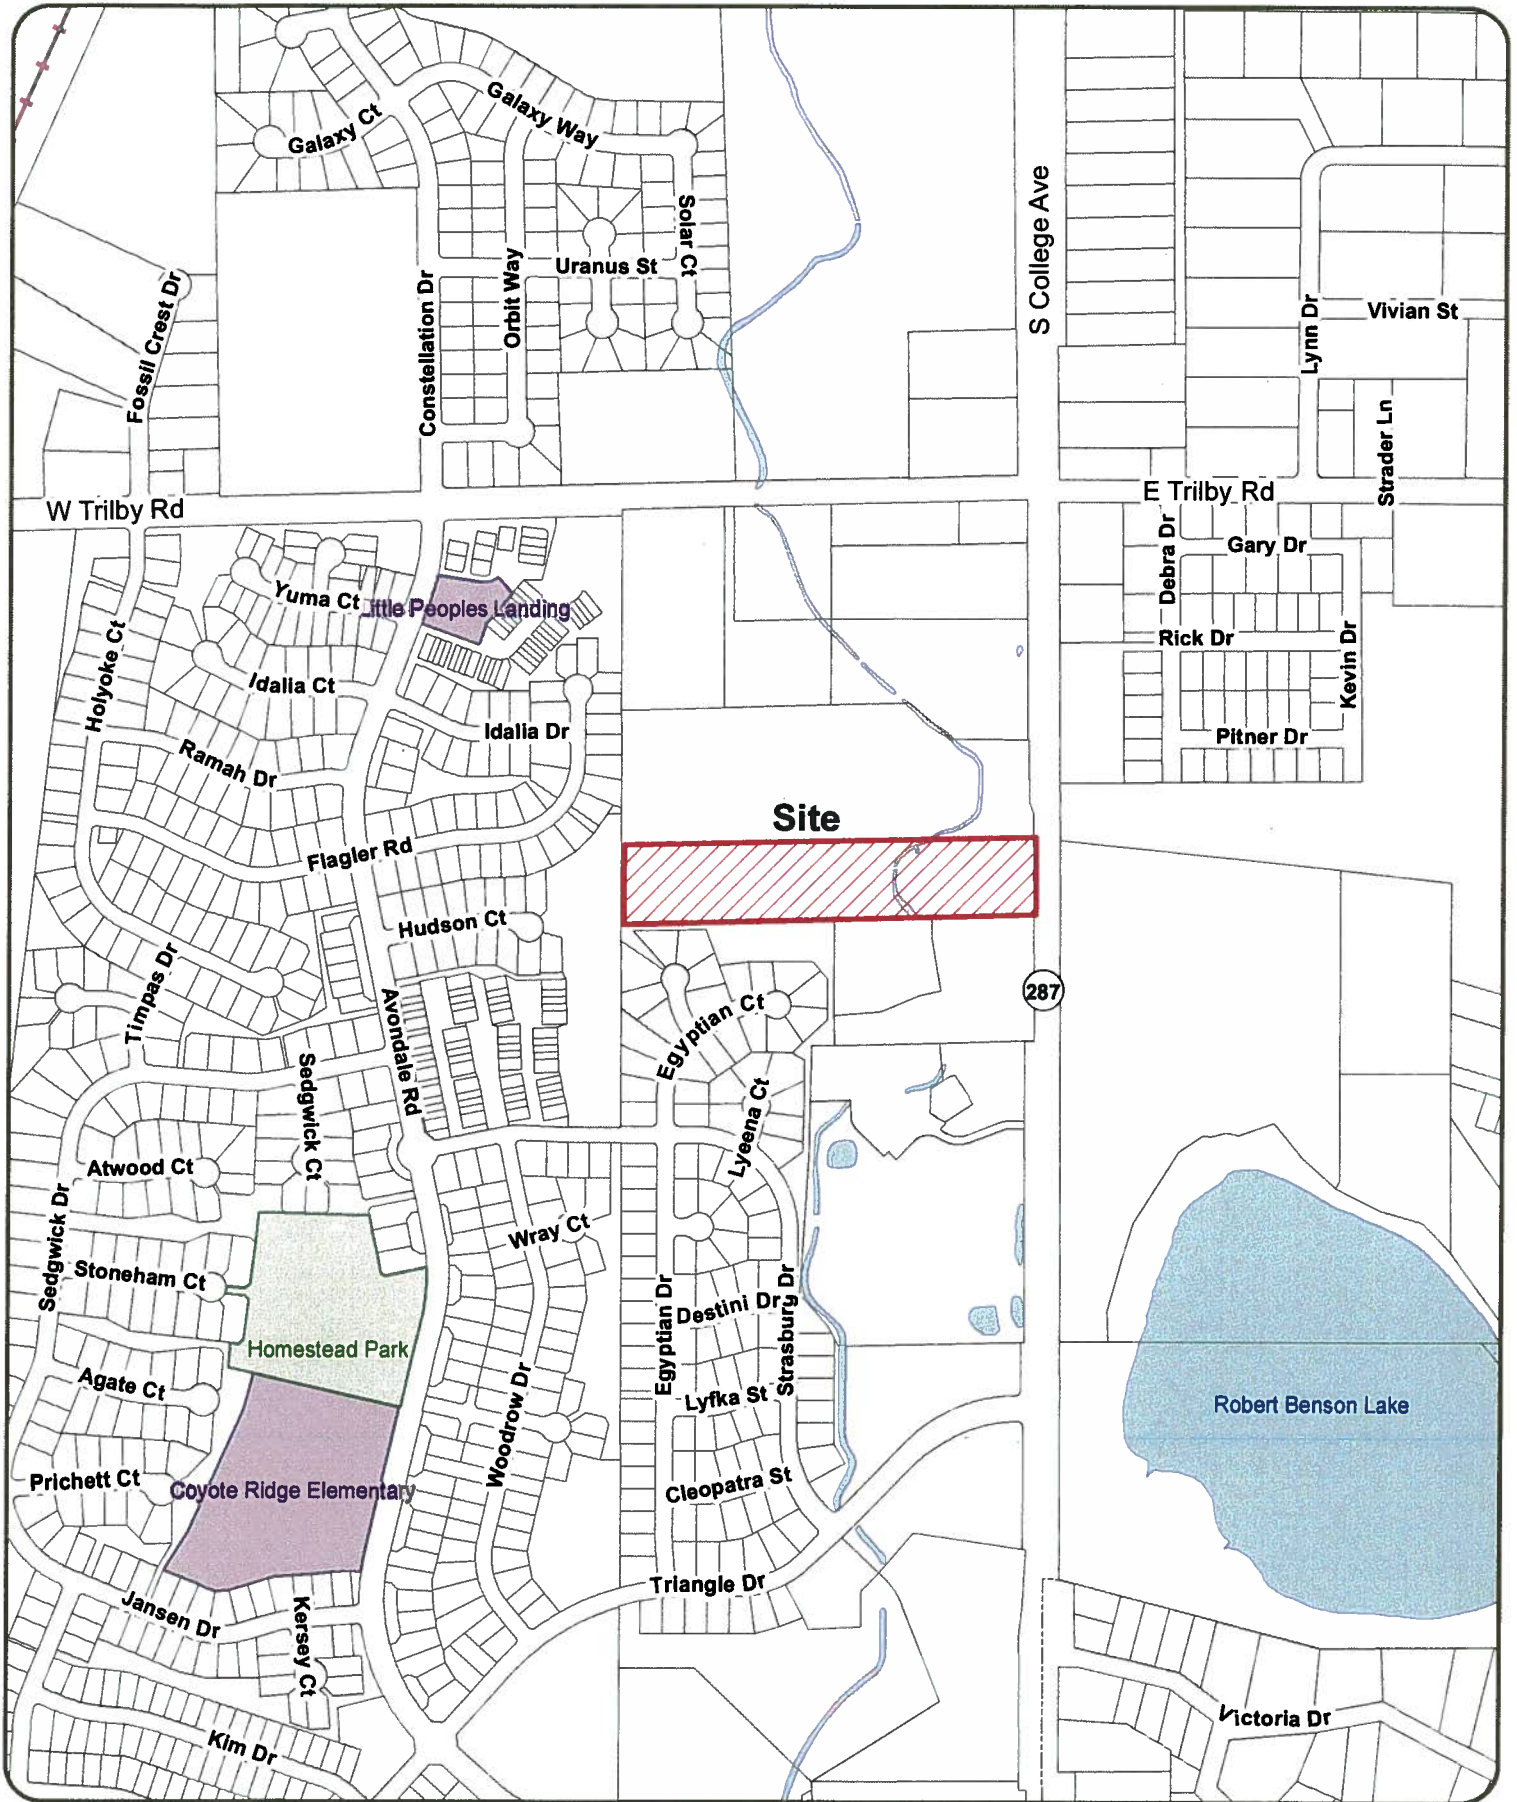 Galaxy Ct
Galaxy Way
Solar Ct
S College Ave
Uranus St
Fossil Crest Dr
Constellation Dr
Orbit Way
Lynn Dr
Vivian St
Strader Ln
W Trilby Rd
E Trilby Rd
Debra Dr
Gary Dr
Yuma Ct
Little Peoples Landing
Holyoke Ct
Rick Dr
Kevin Dr
Idalia Ct
Idalia Dr
Pitner Dr
Ramah Dr
Site
Flagler Rd
Hudson Ct
Timpas Dr
Avondale Rd
287
Egyptian Ct
Sedgwick Ct
Lyeena Ct
Atwood Ct
Sedgwick Dr
Wray Ct
Stoneham Ct
Egyptian Dr
Destini Dr
Strasburg Dr
Homestead Park
Agate Ct
Woodrow Dr
Lyfka St
Robert Benson Lake
Prichett Ct
Coyote Ridge Elementary
Cleopatra St
Triangle Dr
Jansen Dr
Kersey Ct
Victoria Dr
Kim Dr